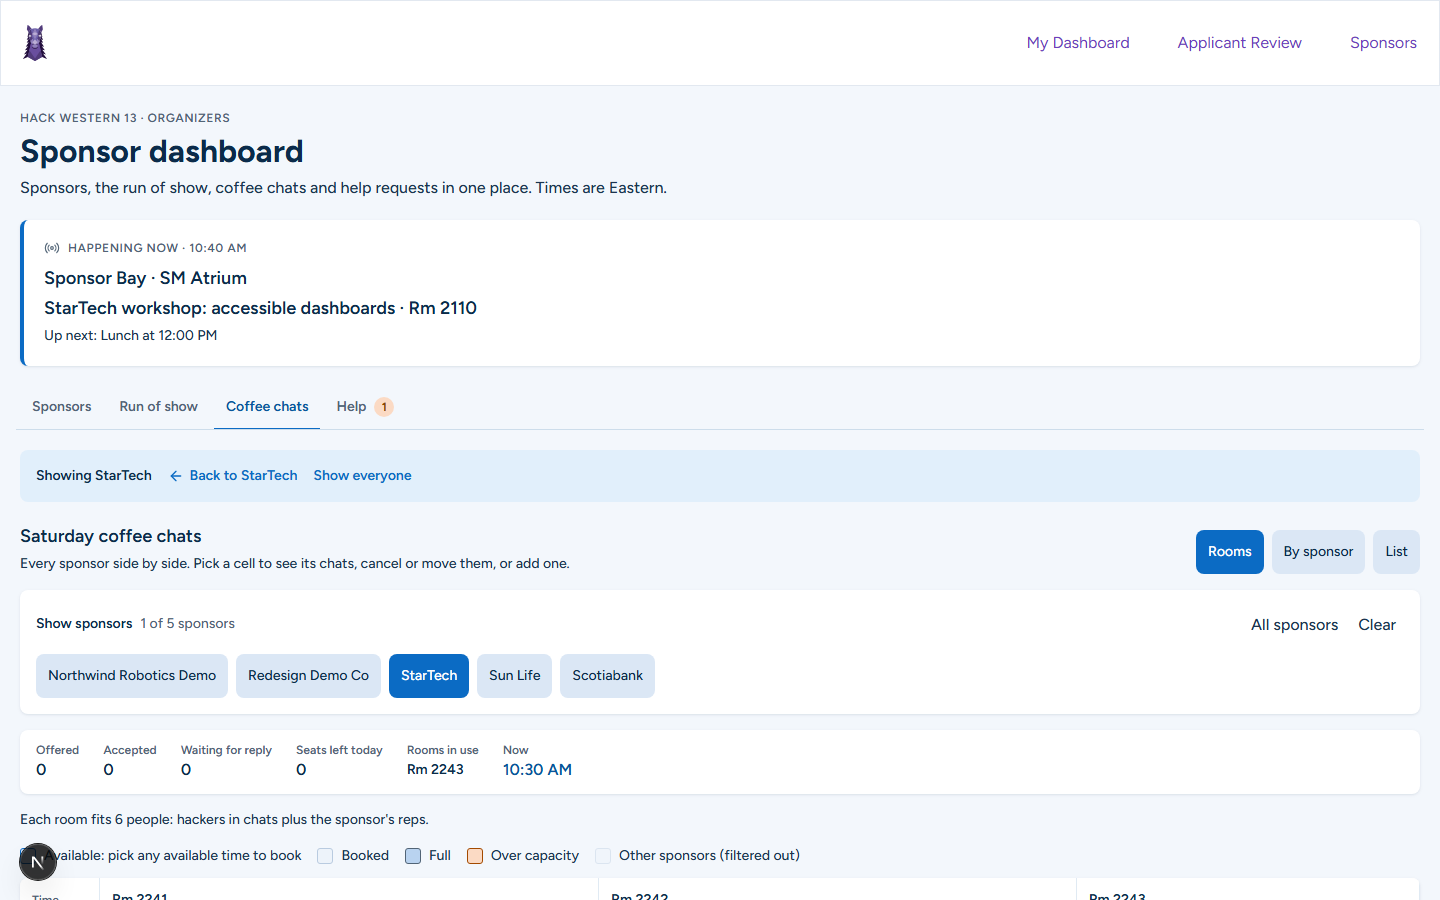 My Dashboard Applicant Review Sponsors
HACK WESTERN 13 · ORGANIZERS
Sponsor dashboard
Sponsors, the run of show, coffee chats and help requests in one place. Times are Eastern.
HAPPENING NOW · 10:40 AM
Sponsor Bay · SM Atrium
StarTech workshop: accessible dashboards · Rm 2110
Up next: Lunch at 12:00 PM
Sponsors Run of show Coffee chats Help 1
Showing StarTech ← Back to StarTech Show everyone
Saturday coffee chats
Every sponsor side by side. Pick a cell to see its chats, cancel or move them, or add one.
Rooms By sponsor List
Show sponsors 1 of 5 sponsors
All sponsors Clear
Northwind Robotics Demo Redesign Demo Co StarTech Sun Life Scotiabank
Offered Accepted Waiting for reply Seats left today Rooms in use Now
0 0 0 0 Rm 2243 10:30 AM
Each room fits 6 people: hackers in chats plus the sponsor's reps.
N Available: pick any available time to book Booked Full Over capacity Other sponsors (filtered out)
Time Rm 2241 Rm 2242 Rm 2243